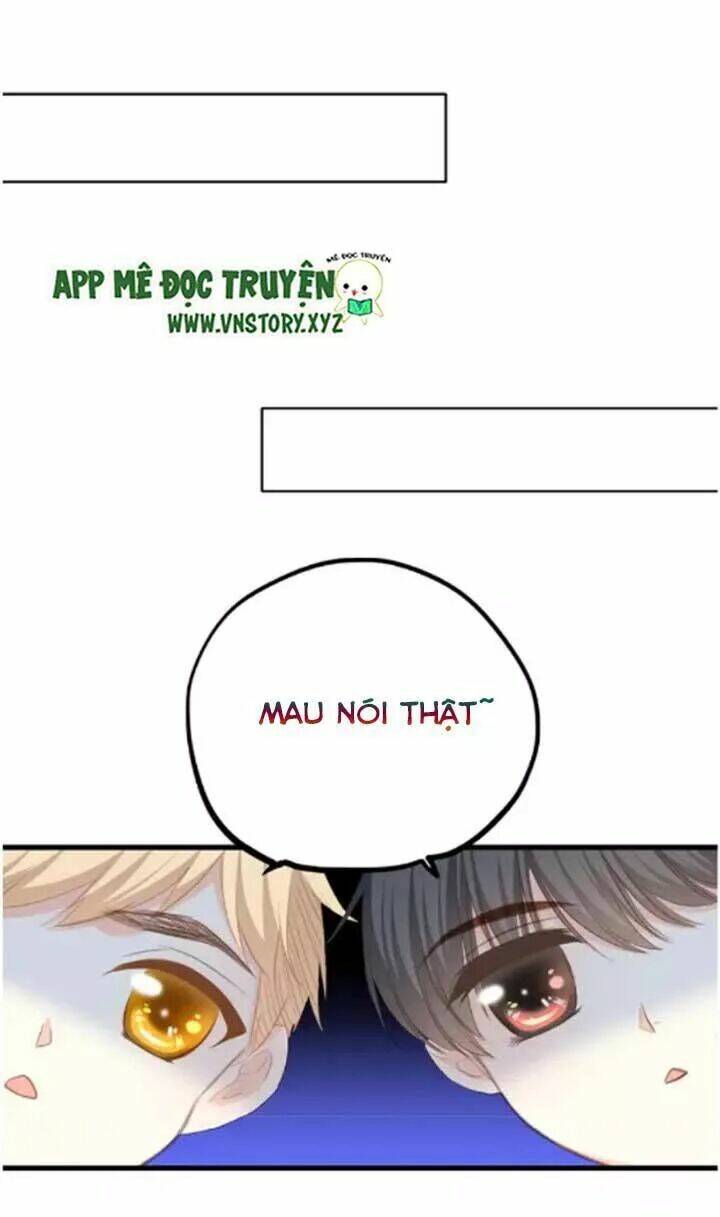 MÊ ĐỌC TRUYỆN
APP MÊ ĐỌC TRUYỆN
WWW.VNSTORY.XYZ
MAU NÓI THẬT~